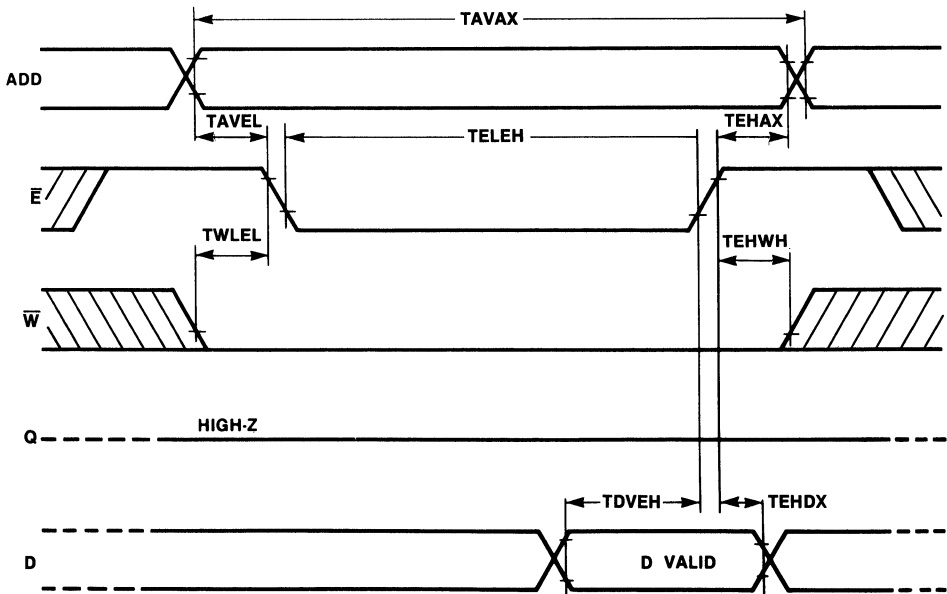 TAVAX
ADD
TAVEL
TELEH
TEHAX
E̅
TWLEL
TEHWH
W̅
HIGH-Z
Q
TDVEH
TEHDX
D
D VALID